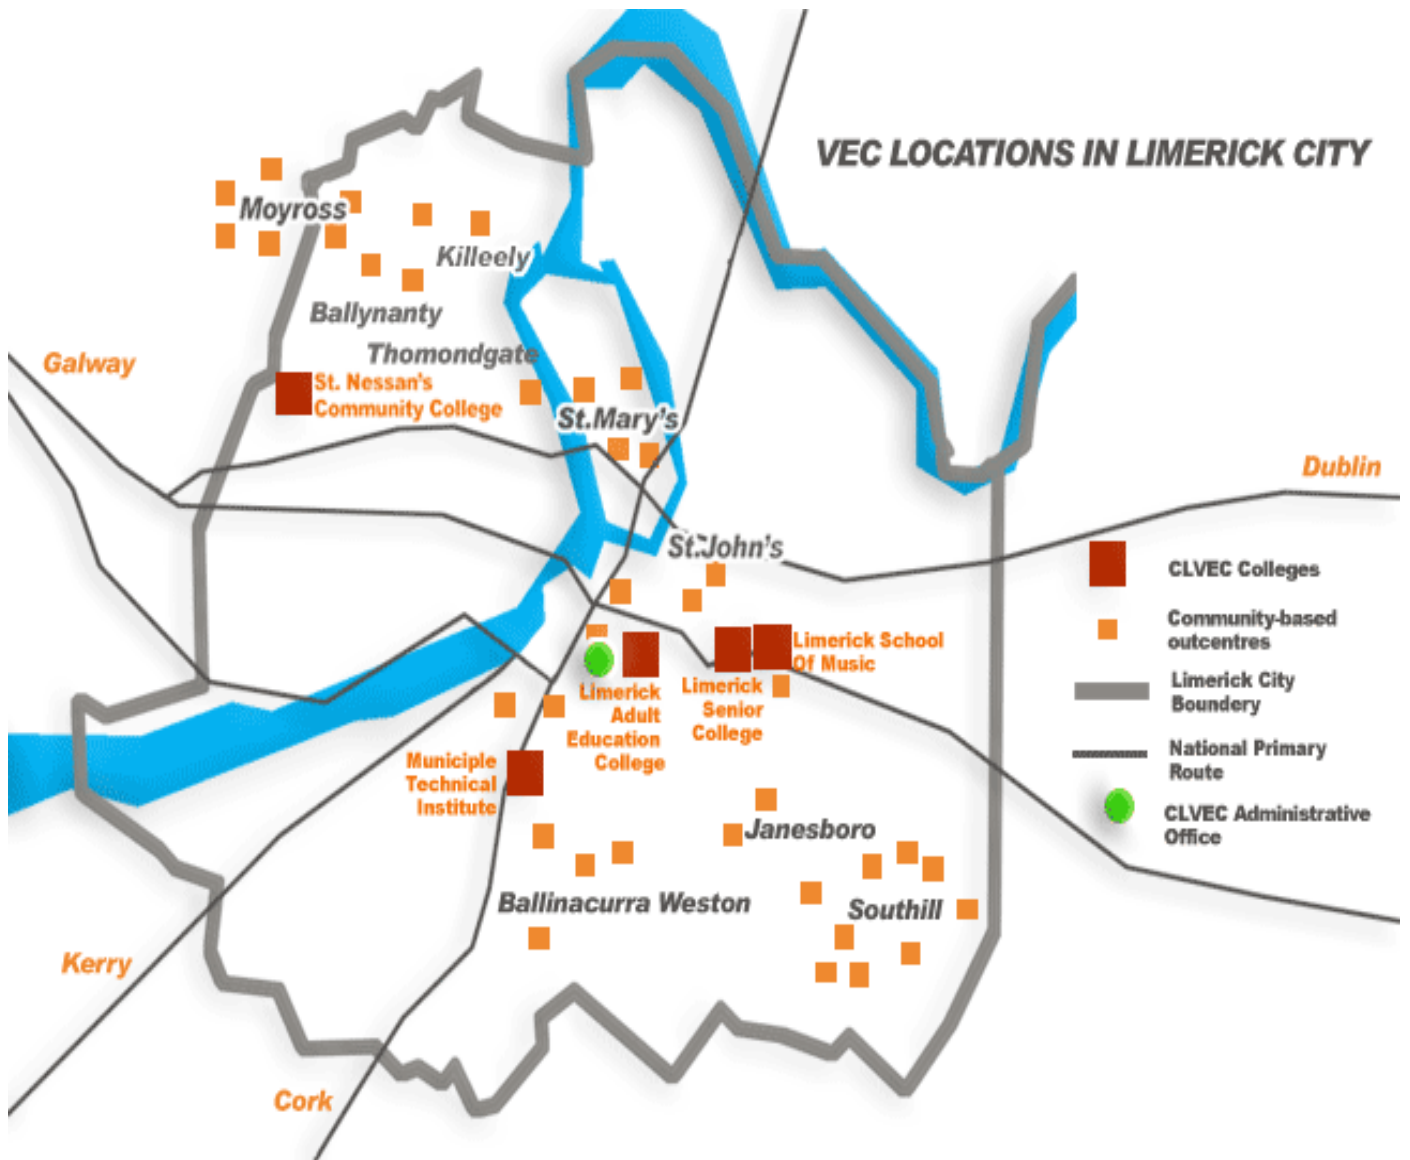 VEC LOCATIONS IN LIMERICK CITY
Moyross
Killeely
Ballynanty
Thomondgate
Galway
St. Nessan's
Community College
St.Mary's
Dublin
St.John's
CLVEC Colleges
Community-based
outcentres
Limerick City
Boundery
National Primary
Route
CLVEC Administrative
Office
Limerick School
Of Music
Limerick
Senior
College
Limerick
Adult
Education
College
Municiple
Technical
Institute
Janesboro
Ballinacurra Weston
Southill
Kerry
Cork